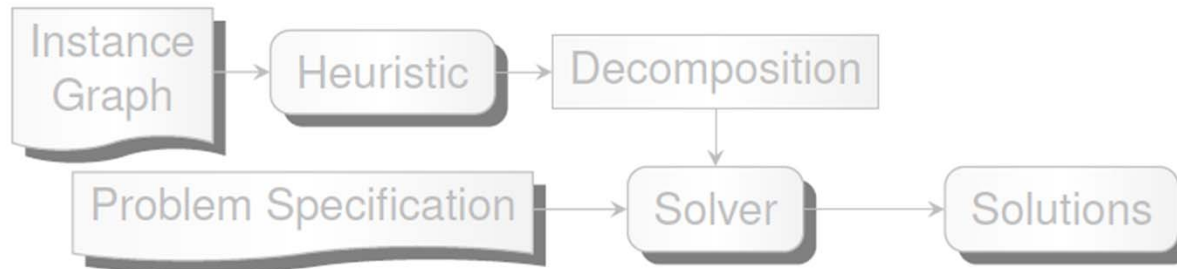 Instance
Graph
Heuristic
Decomposition
Problem Specification
Solver
Solutions